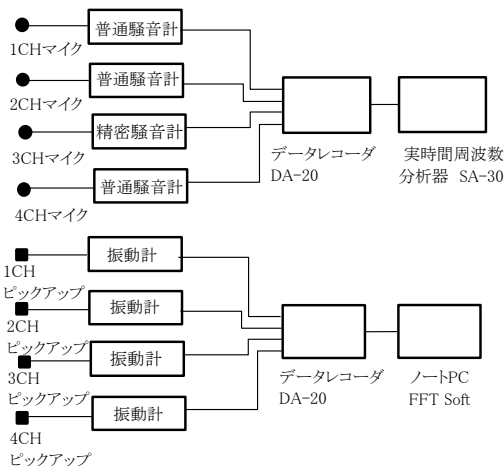 普通騒音計
1CHマイク
普通騒音計
2CHマイク
精密騒音計
3CHマイク
普通騒音計
4CHマイク
データレコーダ
DA-20
実時間周波数
分析器 SA-30
振動計
1CH
ピックアップ
振動計
2CH
ピックアップ
振動計
3CH
ピックアップ
振動計
4CH
ピックアップ
データレコーダ
DA-20
ノートPC
FFT Soft